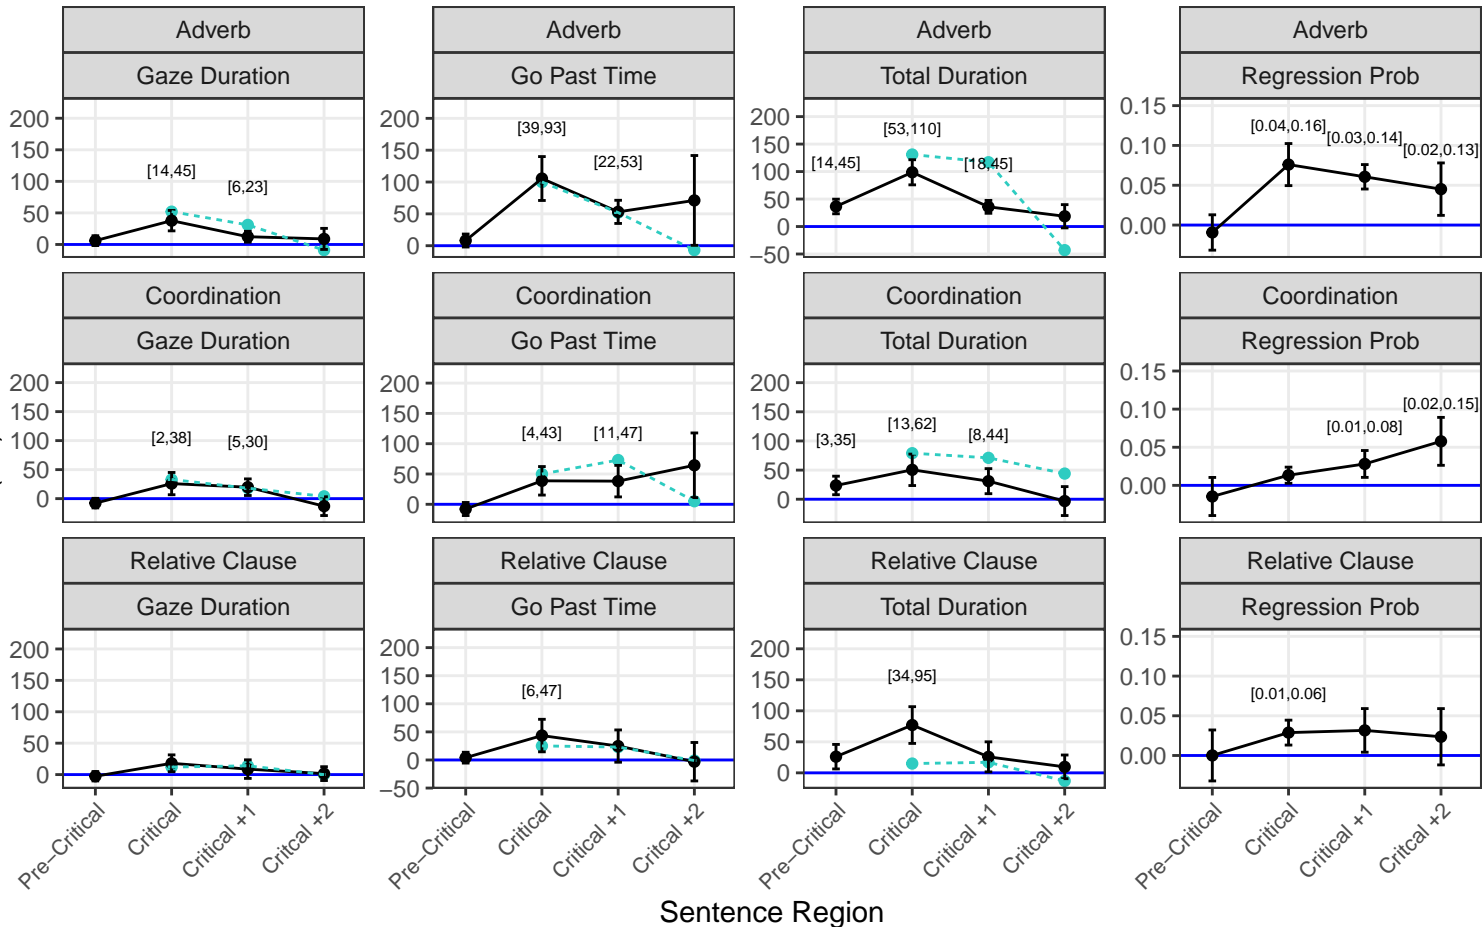 Adverb Adverb Adverb Adverb
Gaze Duration Go Past Time Total Duration Regression Prob
200 150 100 50 0
[14,45] [6,23]
200 150 100 50 0
[39,93] [22,53]
200 150 100 50 0 −50
[14,45] [53,110] [18,45]
0.15 0.10 0.05 0.00
[0.04,0.16] [0.03,0.14] [0.02,0.13]
Coordination Coordination Coordination Coordination
Gaze Duration Go Past Time Total Duration Regression Prob
200 150 100 50 0
[2,38] [5,30]
200 150 100 50 0
[4,43] [11,47]
200 150 100 50 0
[3,35] [13,62] [8,44]
0.15 0.10 0.05 0.00
[0.01,0.08] [0.02,0.15]
Relative Clause Relative Clause Relative Clause Relative Clause
Gaze Duration Go Past Time Total Duration Regression Prob
200 150 100 50 0
200 150 100 50 0 −50
[6,47]
200 150 100 50 0
[34,95]
0.15 0.10 0.05 0.00
[0.01,0.06]
Pre−Critical Critical Critical +1 Critcal +2
Pre−Critical Critical Critical +1 Critcal +2
Pre−Critical Critical Critical +1 Critcal +2
Pre−Critical Critical Critical +1 Critcal +2
Sentence Region